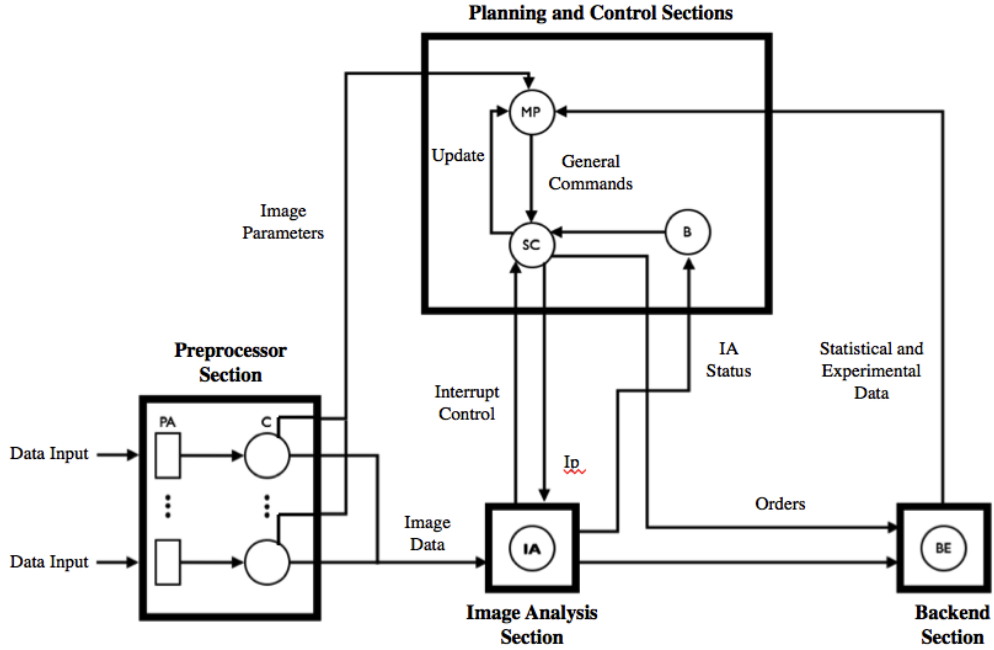 Planning and Control Sections
MP
Update
General
Commands
Image
Parameters
SC
B
Preprocessor
Section
IA
Status
Statistical and
Experimental
Data
Interrupt
Control
PA
C
Data Input
ID
Orders
Image
Data
Data Input
IA
BE
Image Analysis
Section
Backend
Section